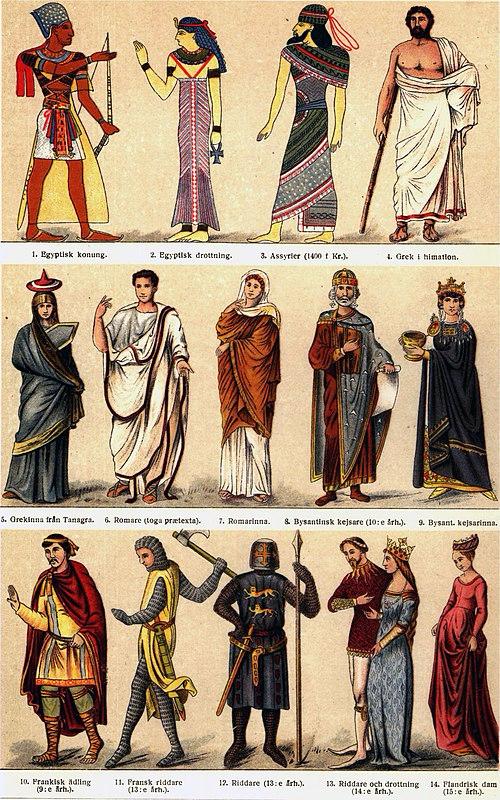 1. Egyptisk konung. 2. Egyptisk drottning. 3. Assyrier (1400 f Kr.). 4. Grek i himation.
5. Grekinna från Tanagra. 6. Romare (toga prætexta). 7. Romarinna. 8. Bysantinsk kejsare (10:e årh.). 9. Bysant. kejsarinna.
10. Frankisk ädling (9:e årh.). 11. Fransk riddare (13:e årh.). 12. Riddare (13:e årh.). 13. Riddare och drottning (14:e årh.). 14. Flandrisk dam (15:e årh.).